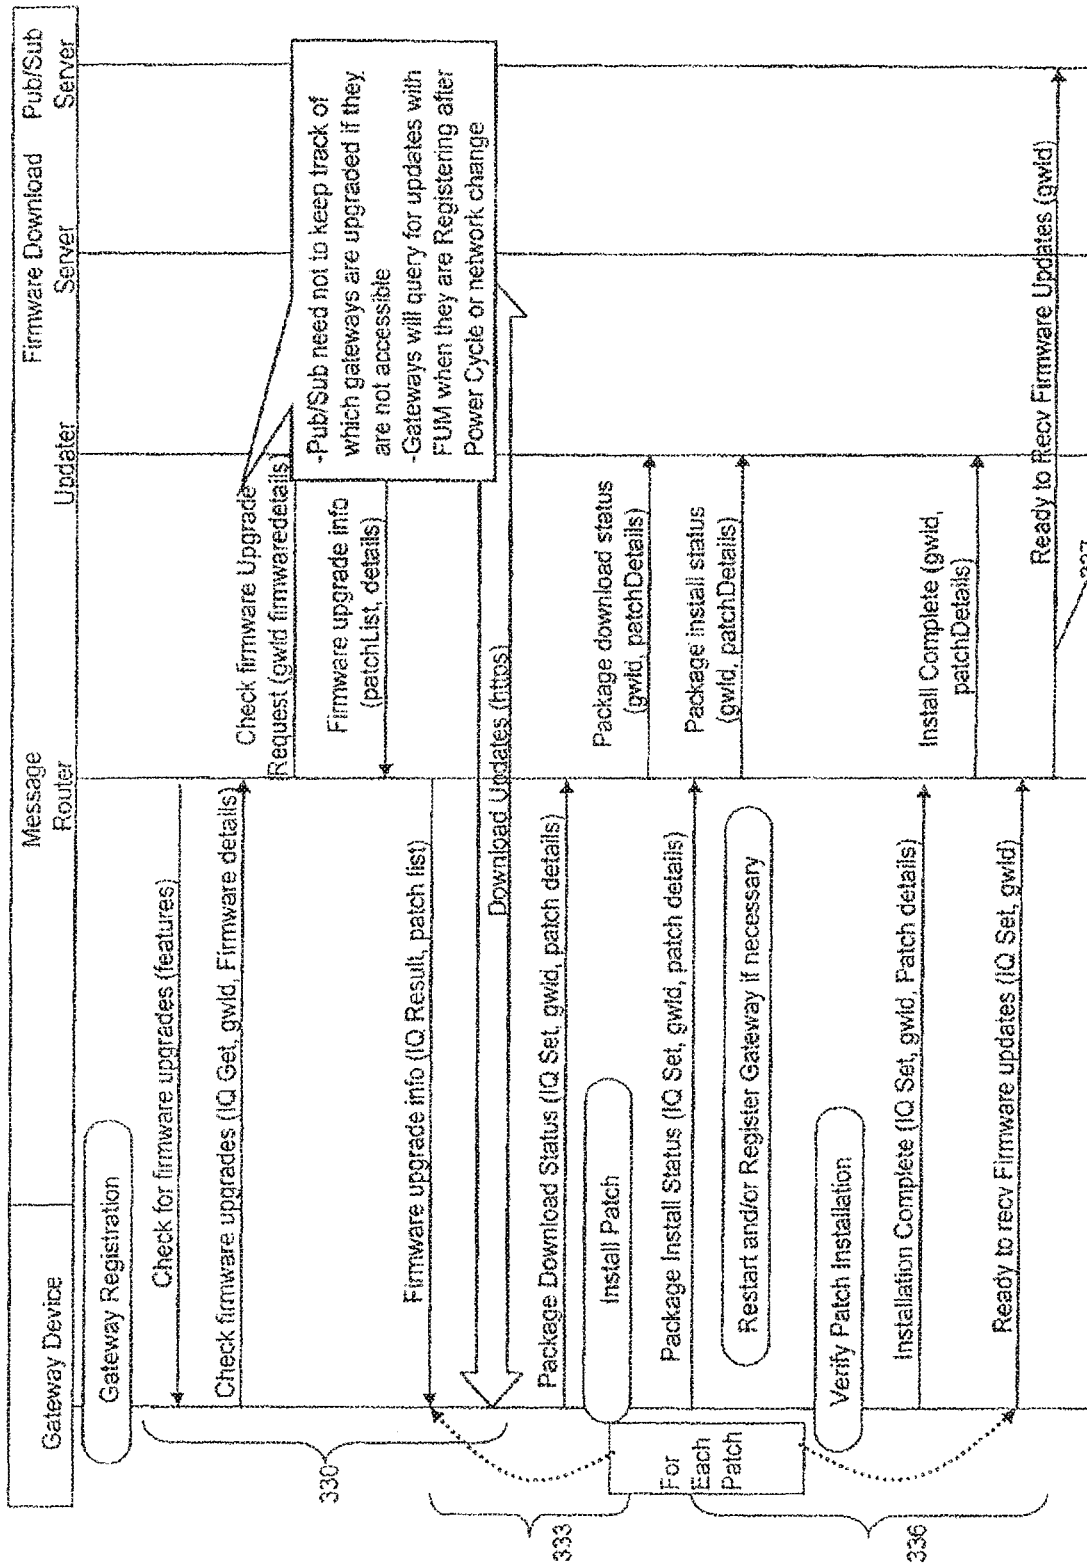 Gateway Device
Message
Router
Updater
Firmware Download
Server
Pub/Sub
Server
Gateway Registration
Check for firmware upgrades (features)
Check firmware upgrades (IQ Get, gwId, Firmware details)
Check firmware Upgrade
Request (gwId firmwaredetails)
-Pub/Sub need not to keep track of
which gateways are upgraded if they
are not accessible
-Gateways will query for updates with
FUM when they are Registering after
Power Cycle or network change
Firmware upgrade info
(patchList, details)
Firmware upgrade info (IQ Result, patch list)
Download Updates (https)
330
Package Download Status (IQ Set, gwId, patch details)
Package download status
(gwId, patchDetails)
Install Patch
333
Package Install Status (IQ Set, gwId, patch details)
Package install status
(gwId, patchDetails)
For
Each
Patch
Restart and/or Register Gateway if necessary
Verify Patch Installation
Installation Complete (IQ Set, gwId, Patch details)
Install Complete (gwId,
patchDetails)
336
Ready to recv Firmware updates (IQ Set, gwId)
Ready to Recv Firmware Updates (gwId)